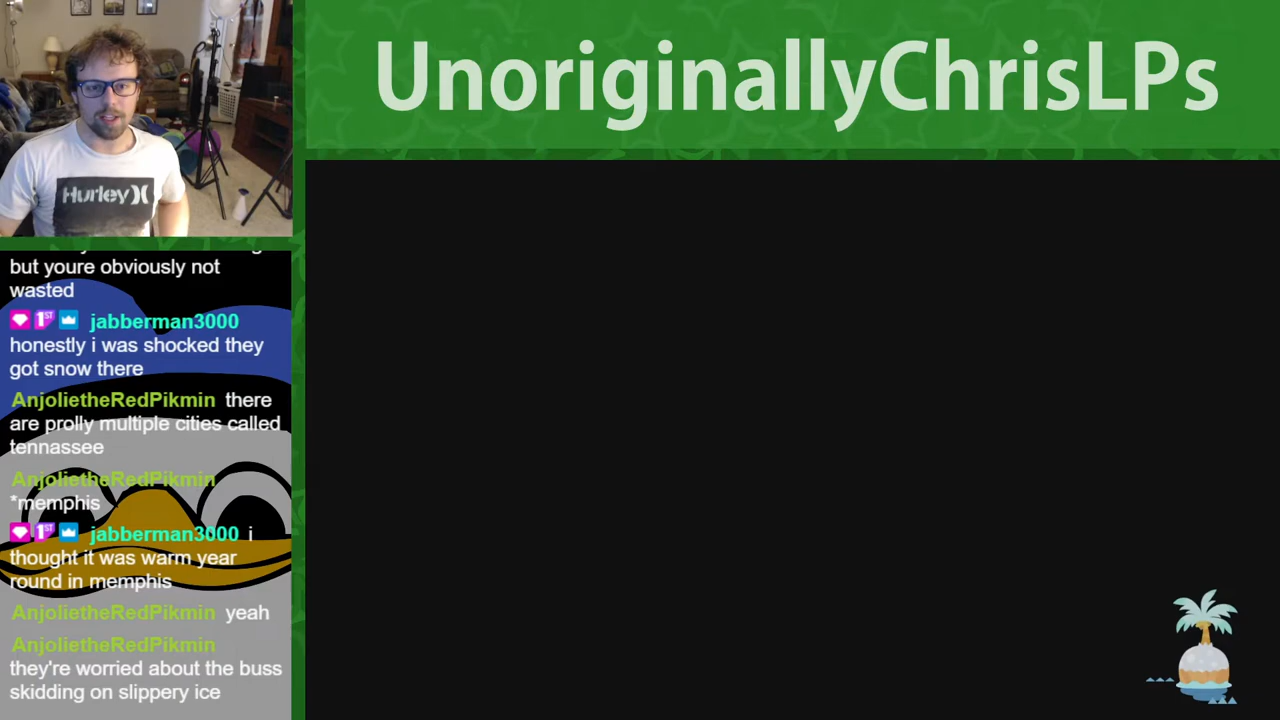 UnoriginallyChrisLPs
Hurley
but youre obviously not
wasted
jabberman3000
honestly i was shocked they
got snow there
AnjolietheRedPikmin there
are prolly multiple cities called
tennassee
AnjolietheRedPikmin
*memphis
jabberman3000 i
thought it was warm year
round in memphis
AnjolietheRedPikmin yeah
AnjolietheRedPikmin
they're worried about the buss
skidding on slippery ice